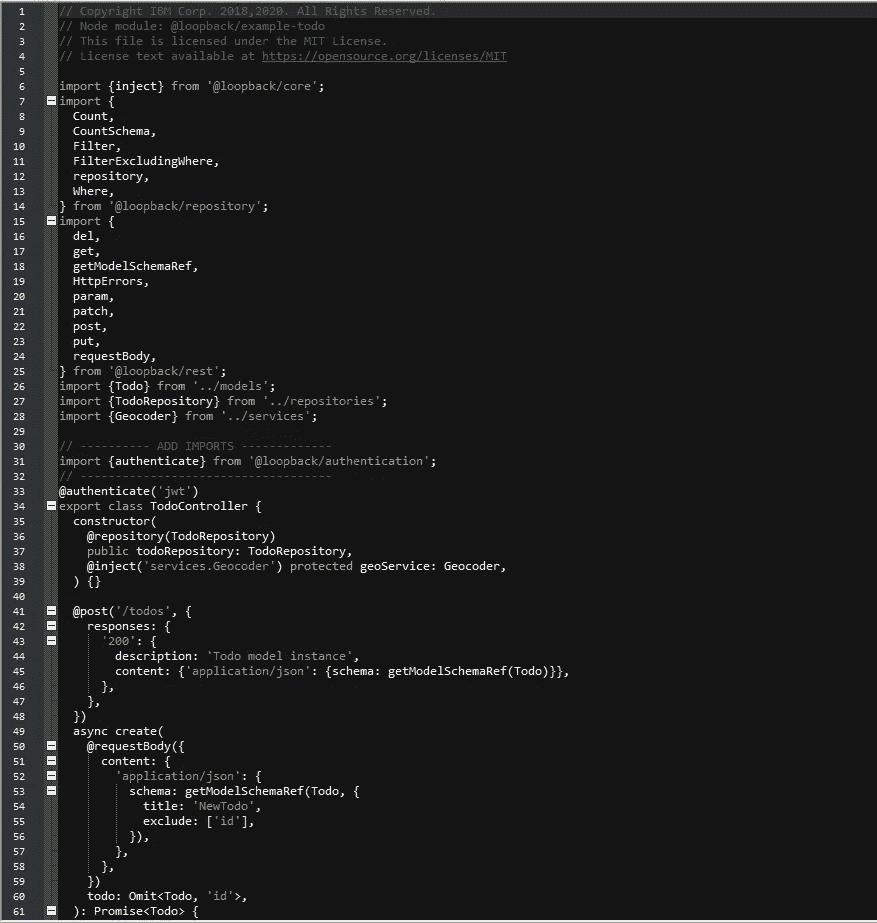 1 // Copyright IBM Corp. 2018,2020. All Rights Reserved.
2 // Node module: @loopback/example-todo
3 // This file is licensed under the MIT License.
4 // License text available at https://opensource.org/licenses/MIT
5
6 import {inject} from '@loopback/core';
7 import {
8   Count,
9   CountSchema,
10   Filter,
11   FilterExcludingWhere,
12   repository,
13   Where,
14 } from '@loopback/repository';
15 import {
16   del,
17   get,
18   getModelSchemaRef,
19   HttpErrors,
20   param,
21   patch,
22   post,
23   put,
24   requestBody,
25 } from '@loopback/rest';
26 import {Todo} from '../models';
27 import {TodoRepository} from '../repositories';
28 import {Geocoder} from '../services';
29
30 // ---------- ADD IMPORTS -------------
31 import {authenticate} from '@loopback/authentication';
32 // ------------------------------------
33 @authenticate('jwt')
34 export class TodoController {
35   constructor(
36     @repository(TodoRepository)
37     public todoRepository: TodoRepository,
38     @inject('services.Geocoder') protected geoService: Geocoder,
39   ) {}
40
41   @post('/todos', {
42     responses: {
43       '200': {
44         description: 'Todo model instance',
45         content: {'application/json': {schema: getModelSchemaRef(Todo)}},
46       },
47     },
48   })
49   async create(
50     @requestBody({
51       content: {
52         'application/json': {
53           schema: getModelSchemaRef(Todo, {
54             title: 'NewTodo',
55             exclude: ['id'],
56           }),
57         },
58       },
59     })
60     todo: Omit<Todo, 'id'>,
61   ): Promise<Todo> {